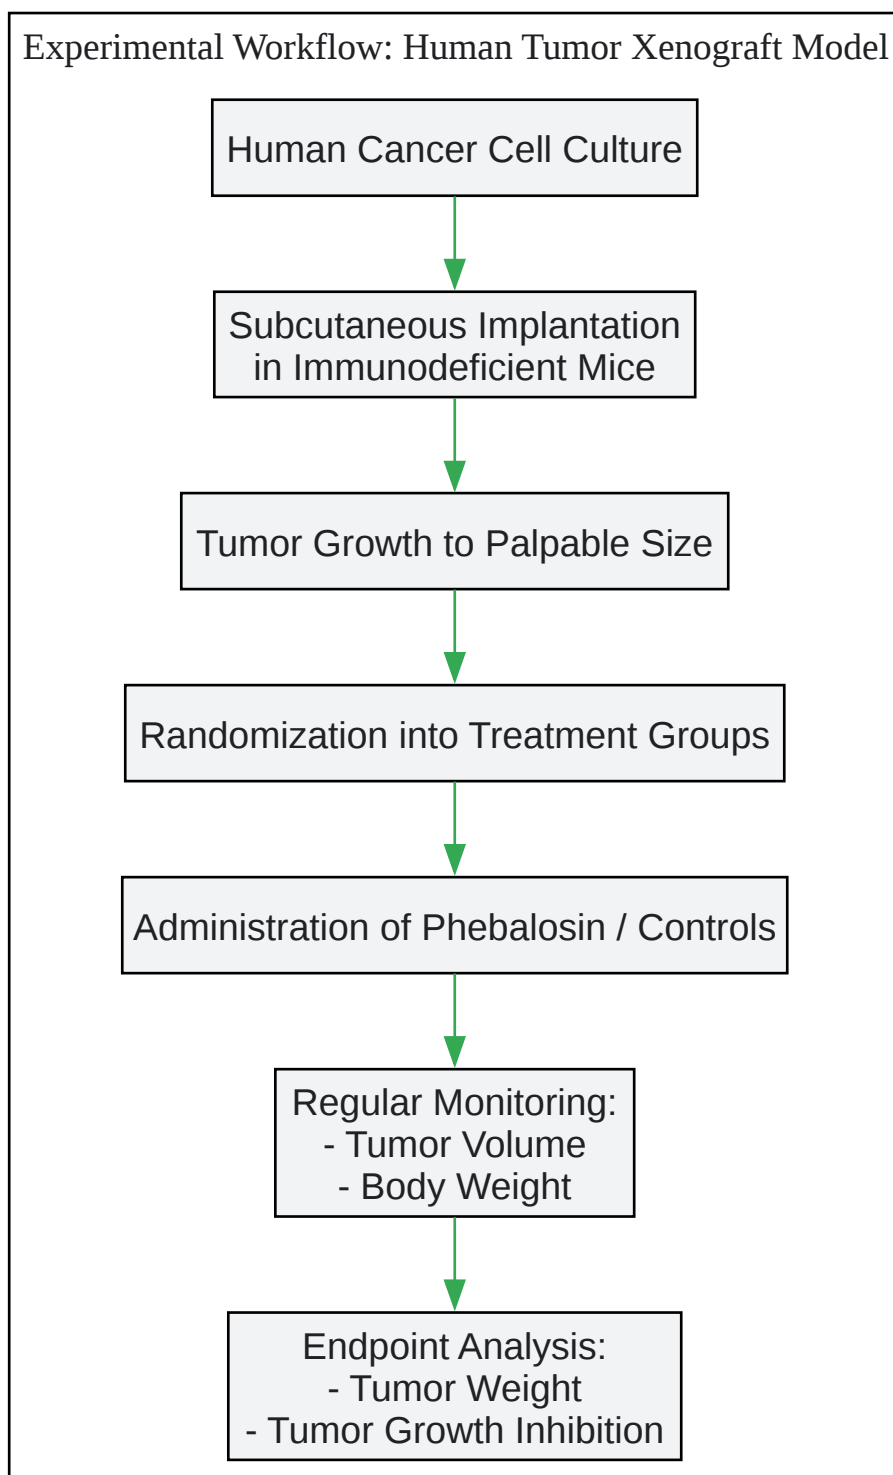 Experimental Workflow: Human Tumor Xenograft Model
Human Cancer Cell Culture
Subcutaneous Implantation
in Immunodeficient Mice
Tumor Growth to Palpable Size
Randomization into Treatment Groups
Administration of Phebalosin / Controls
Regular Monitoring:
- Tumor Volume
- Body Weight
Endpoint Analysis:
- Tumor Weight
- Tumor Growth Inhibition